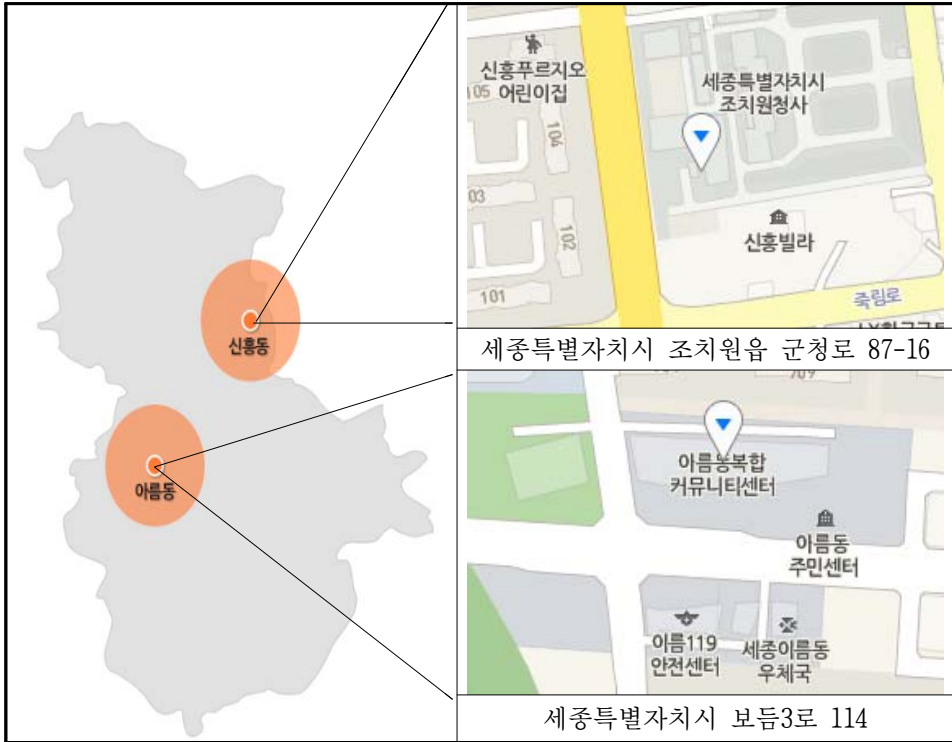 신흥동
아름동
신흥푸르지오
어린이집
105
104
03
102
101
세종특별자치시
조치원청사
신흥빌라
죽림로
세종특별자치시 조치원읍 군청로 87-16
709
아름동복합
커뮤니티센터
아름동
주민센터
이름119
안전센터
세종이름동
우체국
세종특별자치시 보듬3로 114